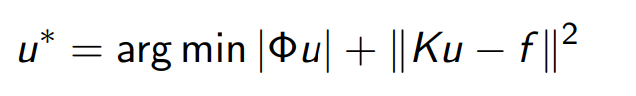 u* = arg min |Φu| + ‖Ku − f‖²